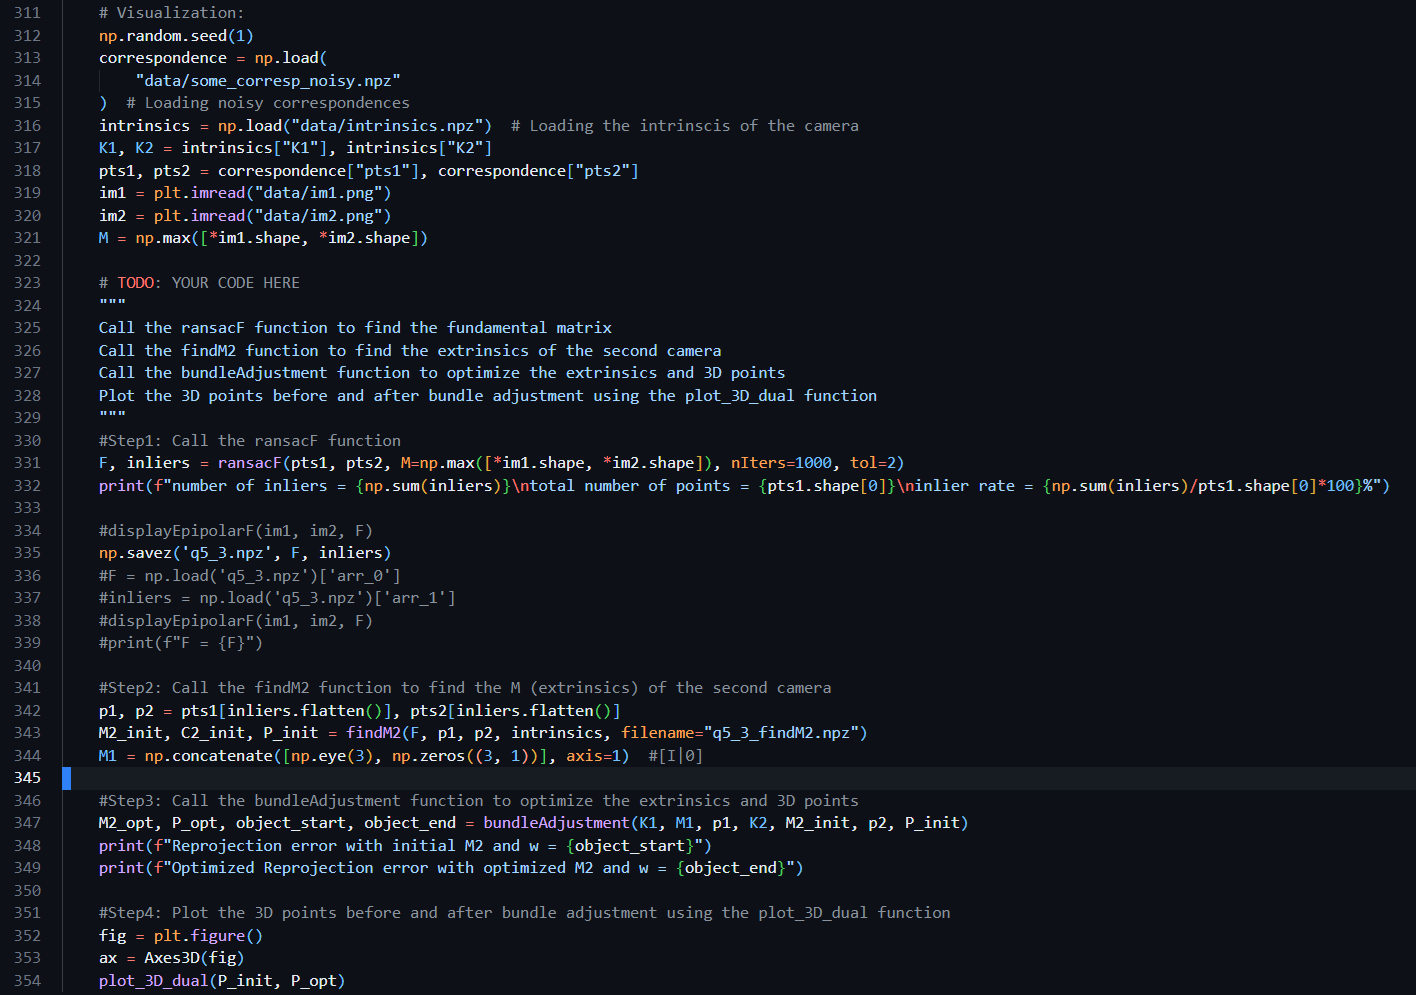 311 # Visualization:
312 np.random.seed(1)
313 correspondence = np.load(
314 "data/some_corresp_noisy.npz"
315 ) # Loading noisy correspondences
316 intrinsics = np.load("data/intrinsics.npz") # Loading the intrinscis of the camera
317 K1, K2 = intrinsics["K1"], intrinsics["K2"]
318 pts1, pts2 = correspondence["pts1"], correspondence["pts2"]
319 im1 = plt.imread("data/im1.png")
320 im2 = plt.imread("data/im2.png")
321 M = np.max([*im1.shape, *im2.shape])
322
323 # TODO: YOUR CODE HERE
324 """
325 Call the ransacF function to find the fundamental matrix
326 Call the findM2 function to find the extrinsics of the second camera
327 Call the bundleAdjustment function to optimize the extrinsics and 3D points
328 Plot the 3D points before and after bundle adjustment using the plot_3D_dual function
329 """
330 #Step1: Call the ransacF function
331 F, inliers = ransacF(pts1, pts2, M=np.max([*im1.shape, *im2.shape]), nIters=1000, tol=2)
332 print(f"number of inliers = {np.sum(inliers)}\ntotal number of points = {pts1.shape[0]}\ninlier rate = {np.sum(inliers)/pts1.shape[0]*100}%")
333
334 #displayEpipolarF(im1, im2, F)
335 np.savez('q5_3.npz', F, inliers)
336 #F = np.load('q5_3.npz')['arr_0']
337 #inliers = np.load('q5_3.npz')['arr_1']
338 #displayEpipolarF(im1, im2, F)
339 #print(f"F = {F}")
340
341 #Step2: Call the findM2 function to find the M (extrinsics) of the second camera
342 p1, p2 = pts1[inliers.flatten()], pts2[inliers.flatten()]
343 M2_init, C2_init, P_init = findM2(F, p1, p2, intrinsics, filename="q5_3_findM2.npz")
344 M1 = np.concatenate([np.eye(3), np.zeros((3, 1))], axis=1) #[I|0]
345
346 #Step3: Call the bundleAdjustment function to optimize the extrinsics and 3D points
347 M2_opt, P_opt, object_start, object_end = bundleAdjustment(K1, M1, p1, K2, M2_init, p2, P_init)
348 print(f"Reprojection error with initial M2 and w = {object_start}")
349 print(f"Optimized Reprojection error with optimized M2 and w = {object_end}")
350
351 #Step4: Plot the 3D points before and after bundle adjustment using the plot_3D_dual function
352 fig = plt.figure()
353 ax = Axes3D(fig)
354 plot_3D_dual(P_init, P_opt)